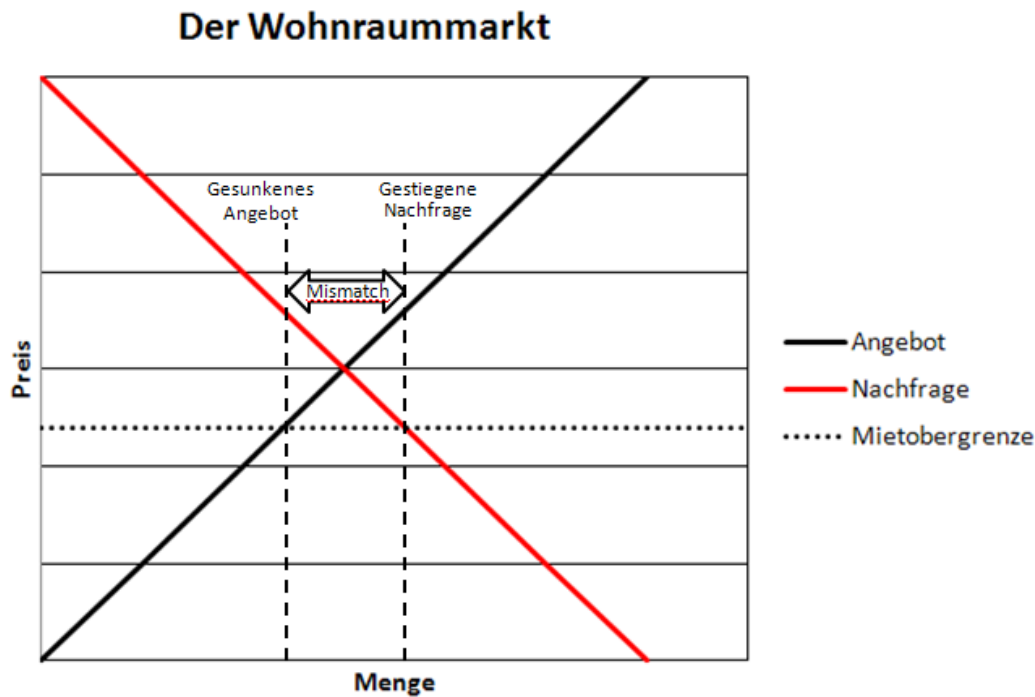 Der Wohnraummarkt
Gesunkenes
Angebot
Gestiegene
Nachfrage
Mismatch
Preis
Angebot
Nachfrage
Mietobergrenze
Menge